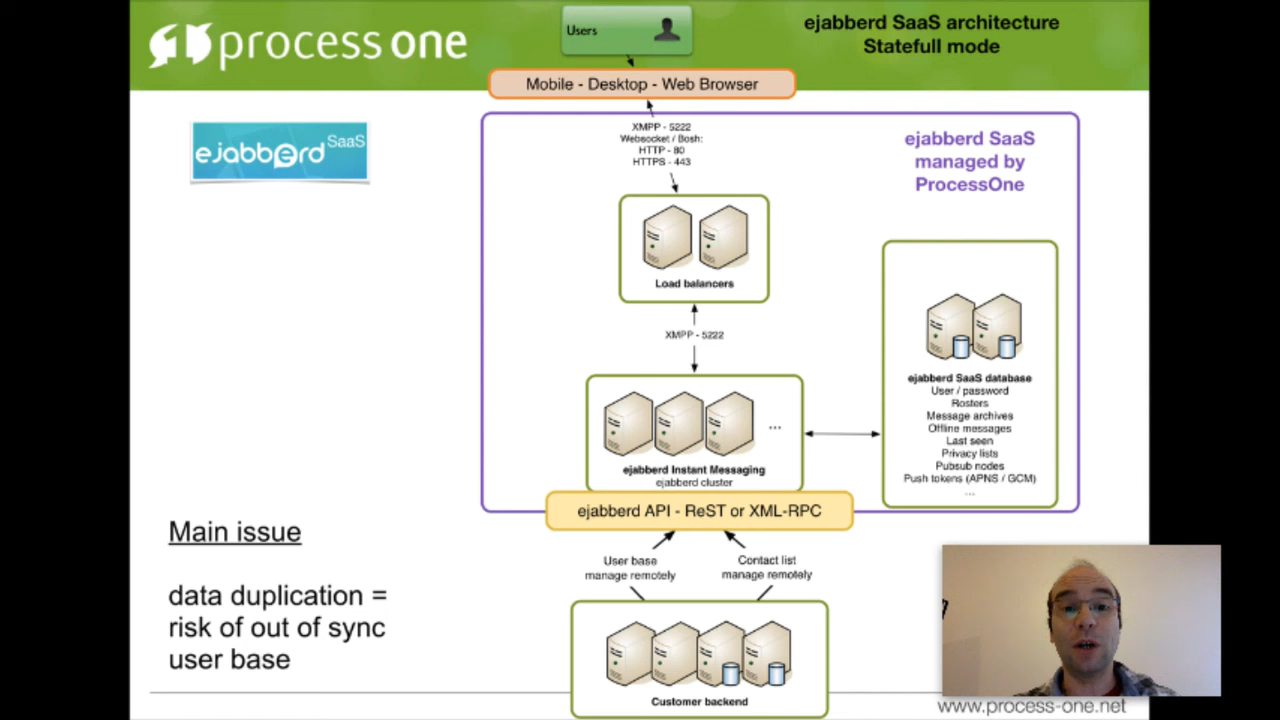 process one
Users
ejabberd SaaS architecture
Statefull mode
Mobile - Desktop - Web Browser
ejabberd SaaS
XMPP - 5222
Websocket / Bosh:
HTTP - 80
HTTPS - 443
ejabberd SaaS
managed by
ProcessOne
Load balancers
XMPP - 5222
...
ejabberd Instant Messaging
ejabberd cluster
ejabberd SaaS database
User / password
Rosters
Message archives
Offline messages
Last seen
Privacy lists
Pubsub nodes
Push tokens (APNS / GCM)
...
ejabberd API - ReST or XML-RPC
Main issue
data duplication =
risk of out of sync
user base
User base
manage remotely
Contact list
manage remotely
Customer backend
www.process-one.net